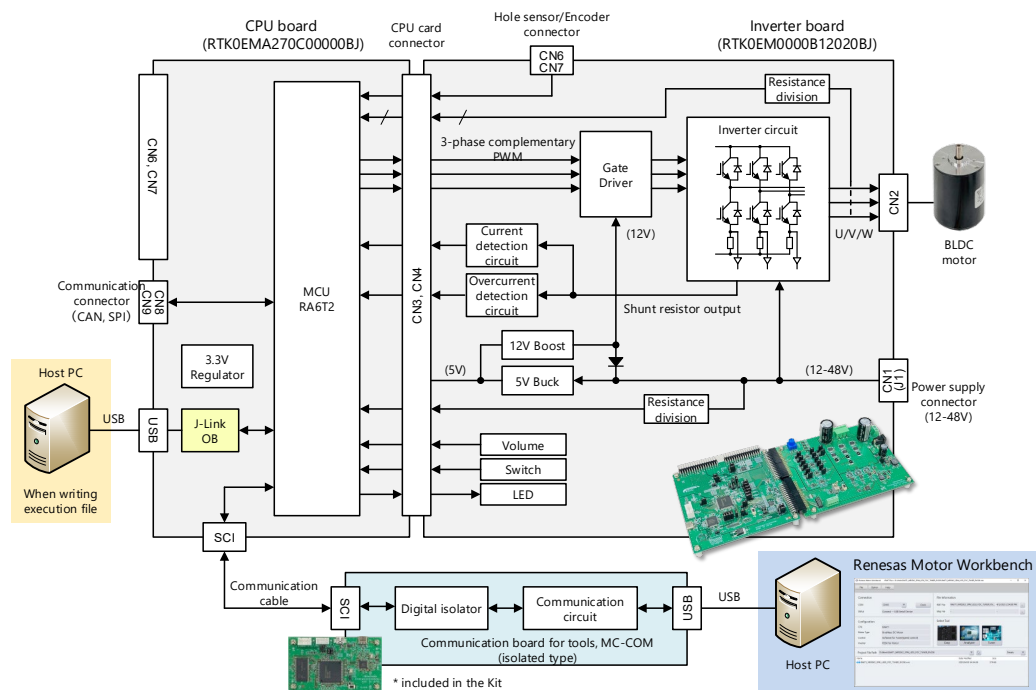 CPU board
(RTK0EMA270C00000BJ)
CPU card
connector
Hole sensor/Encoder
connector
Inverter board
(RTK0EM0000B12020BJ)
CN6
CN7
CN6, CN7
Resistance
division
3-phase complementary
PWM
Gate
Driver
Inverter circuit
CN2
U/V/W
BLDC
motor
(12V)
Current
detection
circuit
Overcurrent
detection
circuit
Shunt resistor output
MCU
RA6T2
CN3, CN4
Communication
connector
(CAN, SPI)
CN8
CN9
3.3V
Regulator
12V Boost
(5V)
5V Buck
(12-48V)
CN1
(J1)
Power supply
connector
(12-48V)
Resistance
division
Host PC
USB
USB
J-Link
OB
When writing
execution file
Volume
Switch
LED
SCI
Communication
cable
SCI
Digital isolator
Communication
circuit
USB
USB
Communication board for tools, MC-COM
(isolated type)
* included in the Kit
Renesas Motor Workbench
Host PC